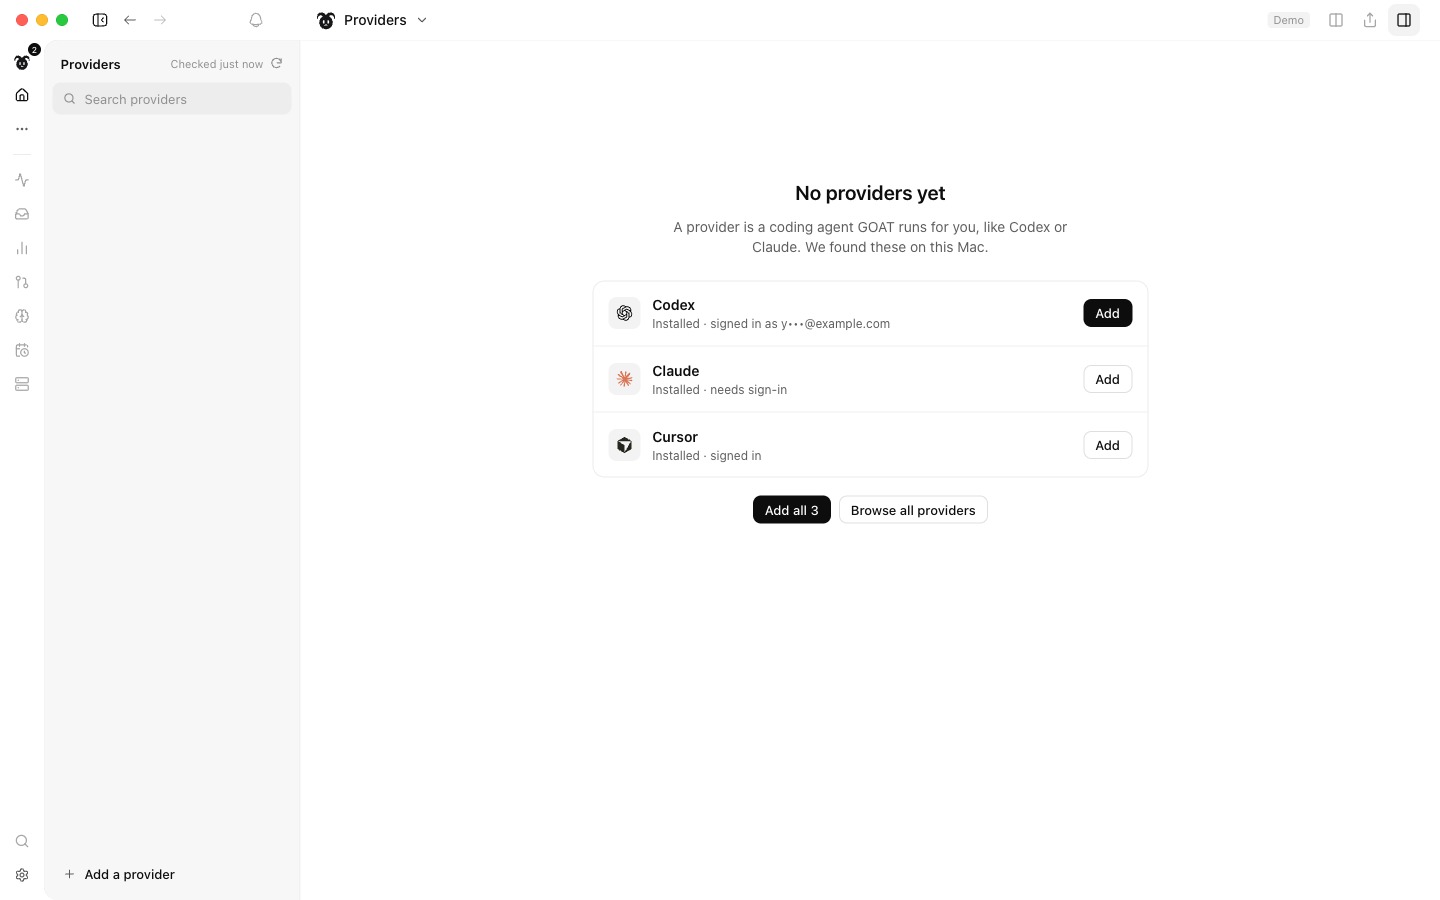 Providers
Demo
2
Providers
Checked just now
Search providers
No providers yet
A provider is a coding agent GOAT runs for you, like Codex or
Claude. We found these on this Mac.
Codex
Installed · signed in as y•••@example.com
Add
Claude
Installed · needs sign-in
Add
Cursor
Installed · signed in
Add
Add all 3
Browse all providers
Add a provider